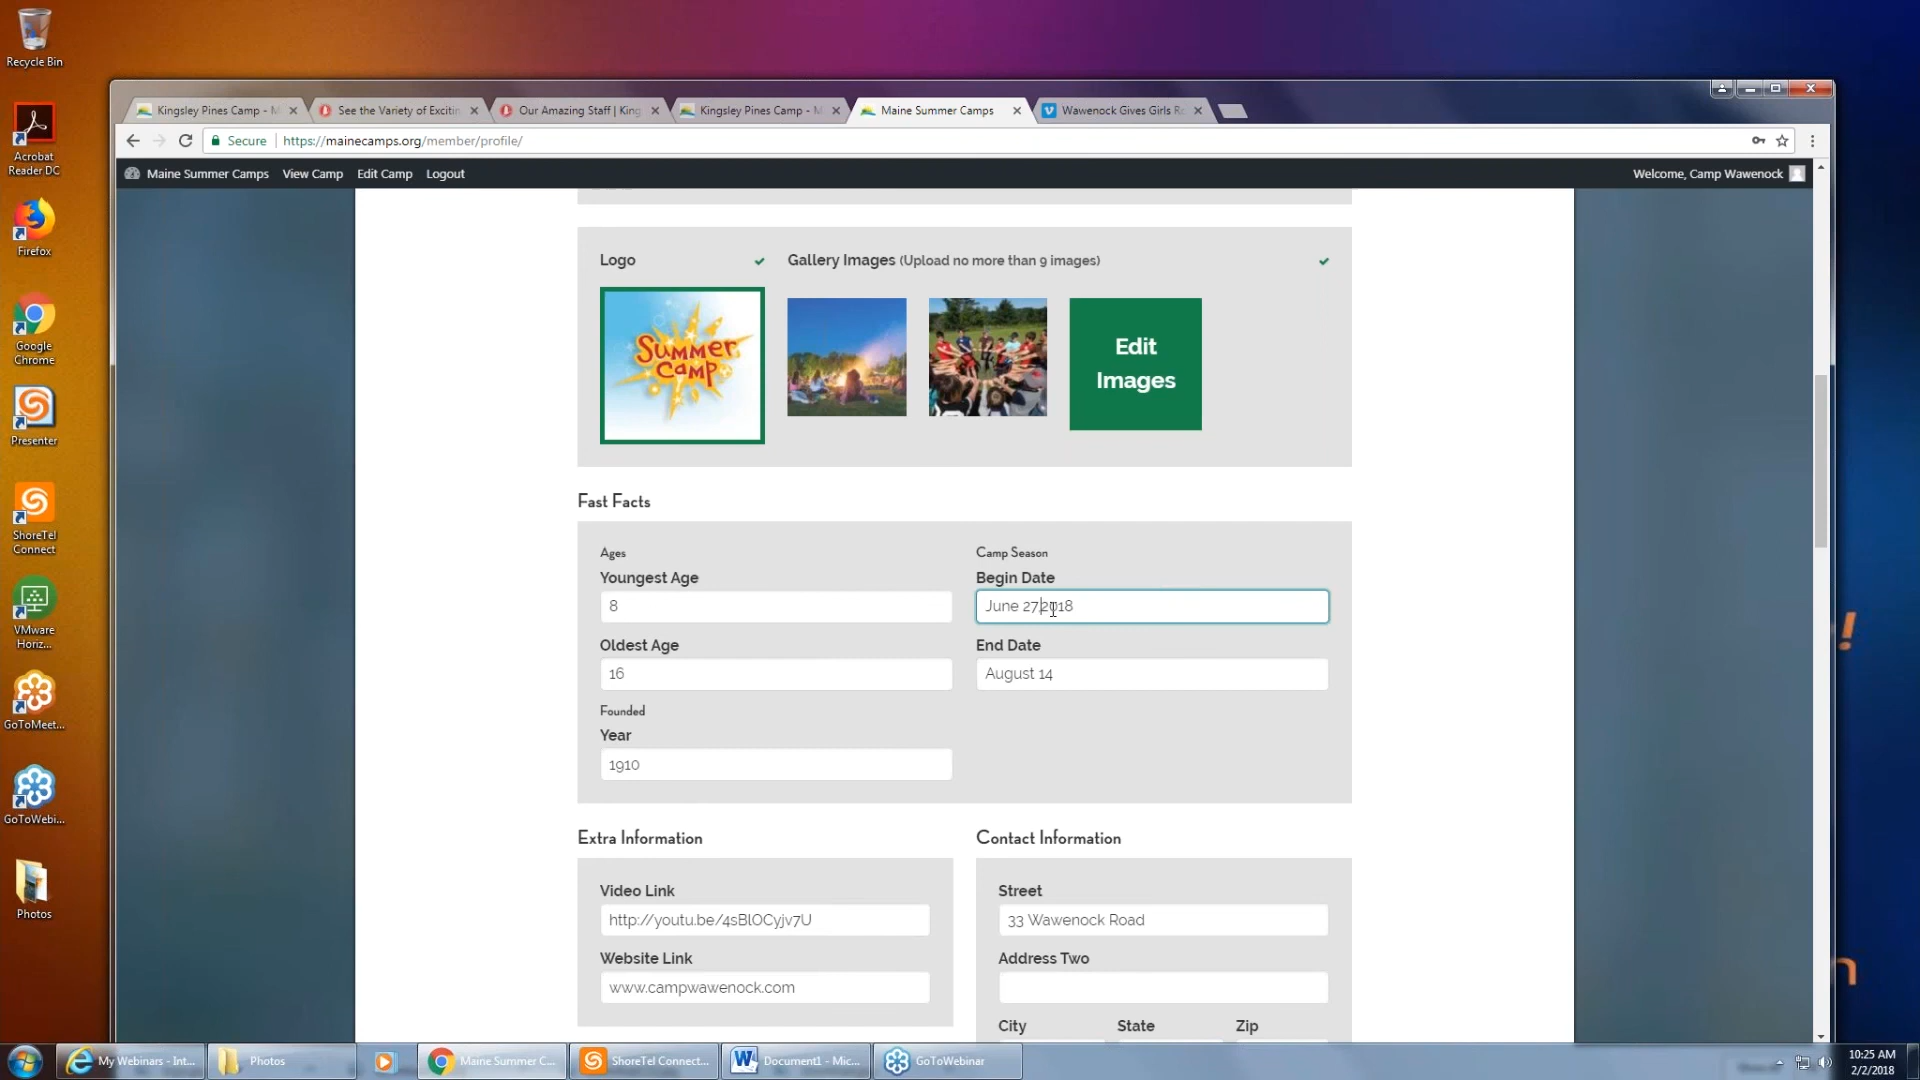 Recycle Bin
Acrobat
Reader DC
Firefox
Google
Chrome
Presenter
ShoreTel
Connect
VMware
Horiz...
GoToMeet...
GoToWebi...
Photos
Kingsley Pines Camp - M
See the Variety of Excitin
Our Amazing Staff | King
Kingsley Pines Camp - M
Maine Summer Camps
Wawenock Gives Girls R
Secure
https://mainecamps.org/member/profile/
Maine Summer Camps
View Camp
Edit Camp
Logout
Welcome, Camp Wawenock
Logo
Gallery Images (Upload no more than 9 images)
Summer
Camp
Edit
Images
Fast Facts
Ages
Camp Season
Youngest Age
Begin Date
8
June 27,2018
Oldest Age
End Date
16
August 14
Founded
Year
1910
Extra Information
Contact Information
Video Link
Street
http://youtu.be/4sBlOCyjv7U
33 Wawenock Road
Website Link
Address Two
www.campwawenock.com
City
State
Zip
My Webinars - Int...
Photos
Maine Summer C...
ShoreTel Connect...
Document1 - Mic...
GoToWebinar
10:25 AM
2/2/2018